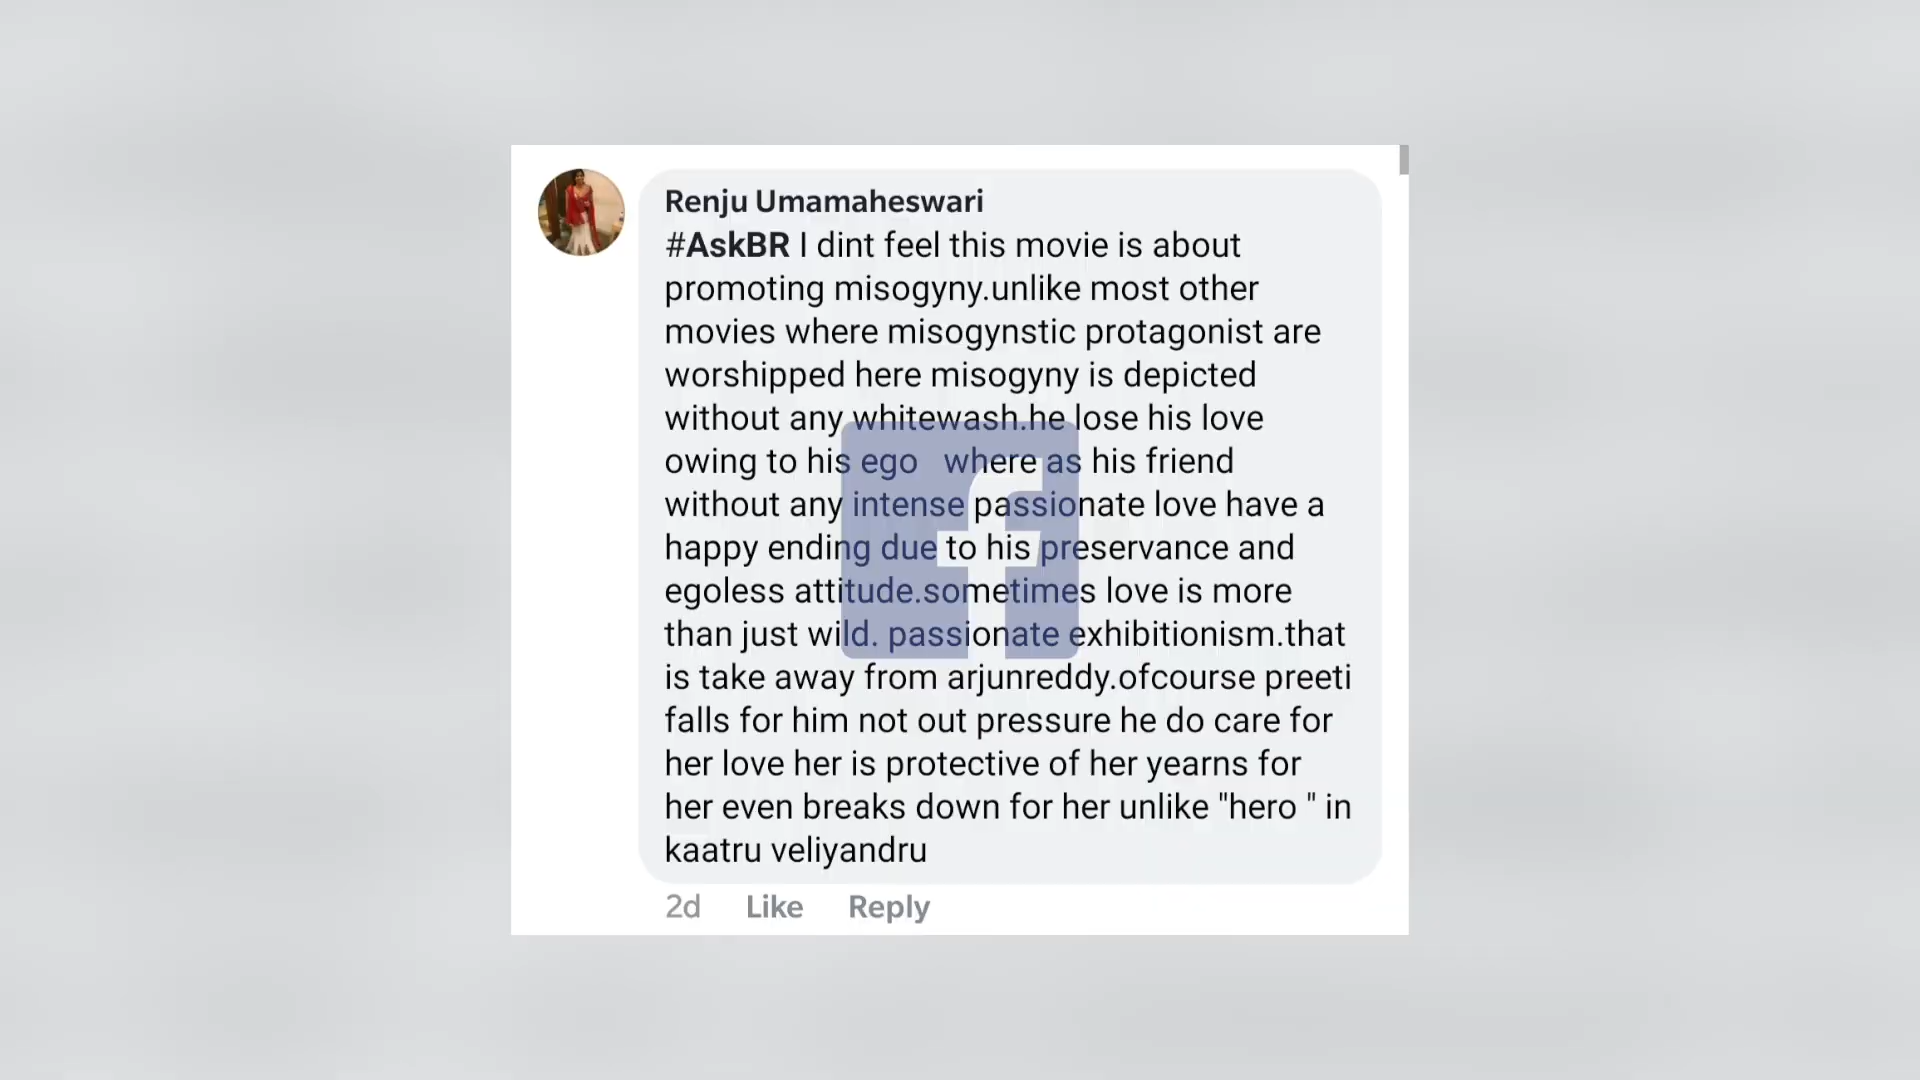 Renju Umamaheswari
#AskBR I dint feel this movie is about
promoting misogyny.unlike most other
movies where misogynstic protagonist are
worshipped here misogyny is depicted
without any whitewash.he lose his love
owing to his ego   where as his friend
without any intense passionate love have a
happy ending due to his preservance and
egoless attitude.sometimes love is more
than just wild. passionate exhibitionism.that
is take away from arjunreddy.ofcourse preeti
falls for him not out pressure he do care for
her love her is protective of her yearns for
her even breaks down for her unlike "hero " in
kaatru veliyandru
2d Like Reply